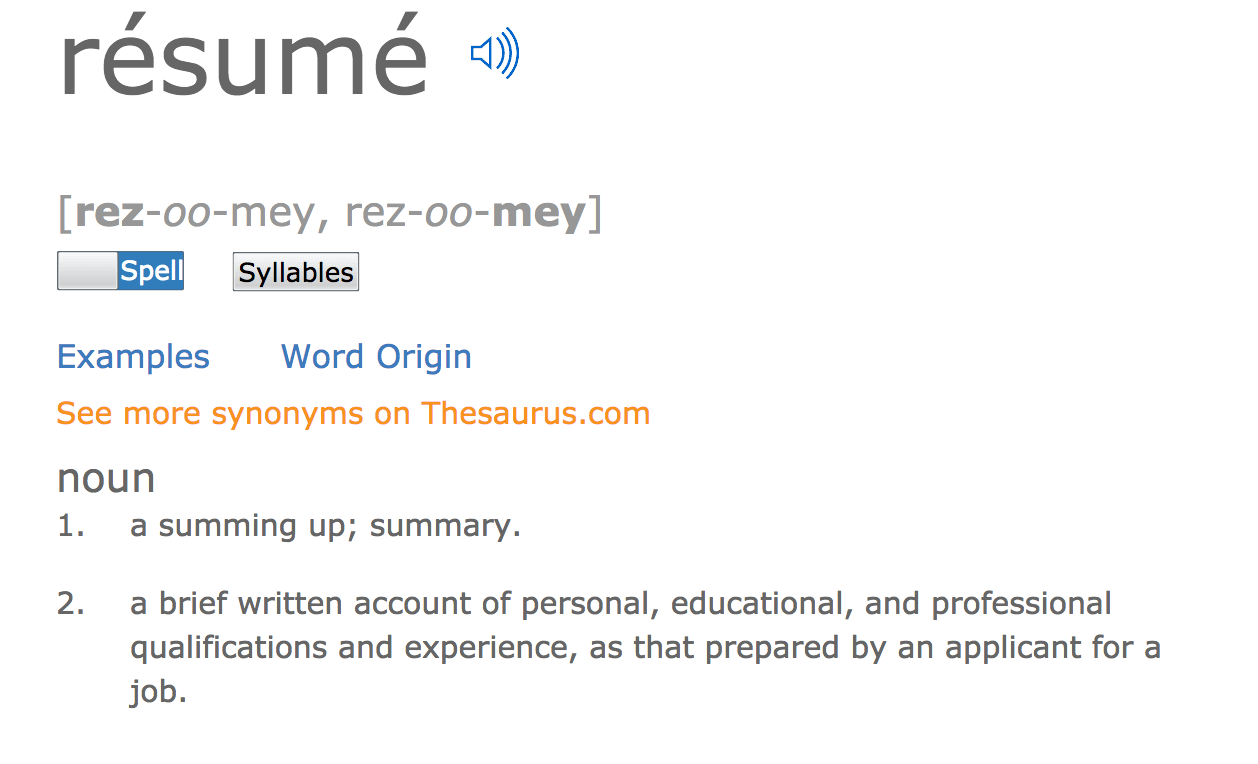 résumé
[rez-oo-mey, rez-oo-mey]
Spell Syllables
Examples Word Origin
See more synonyms on Thesaurus.com
noun
1. a summing up; summary.
2. a brief written account of personal, educational, and professional
qualifications and experience, as that prepared by an applicant for a
job.